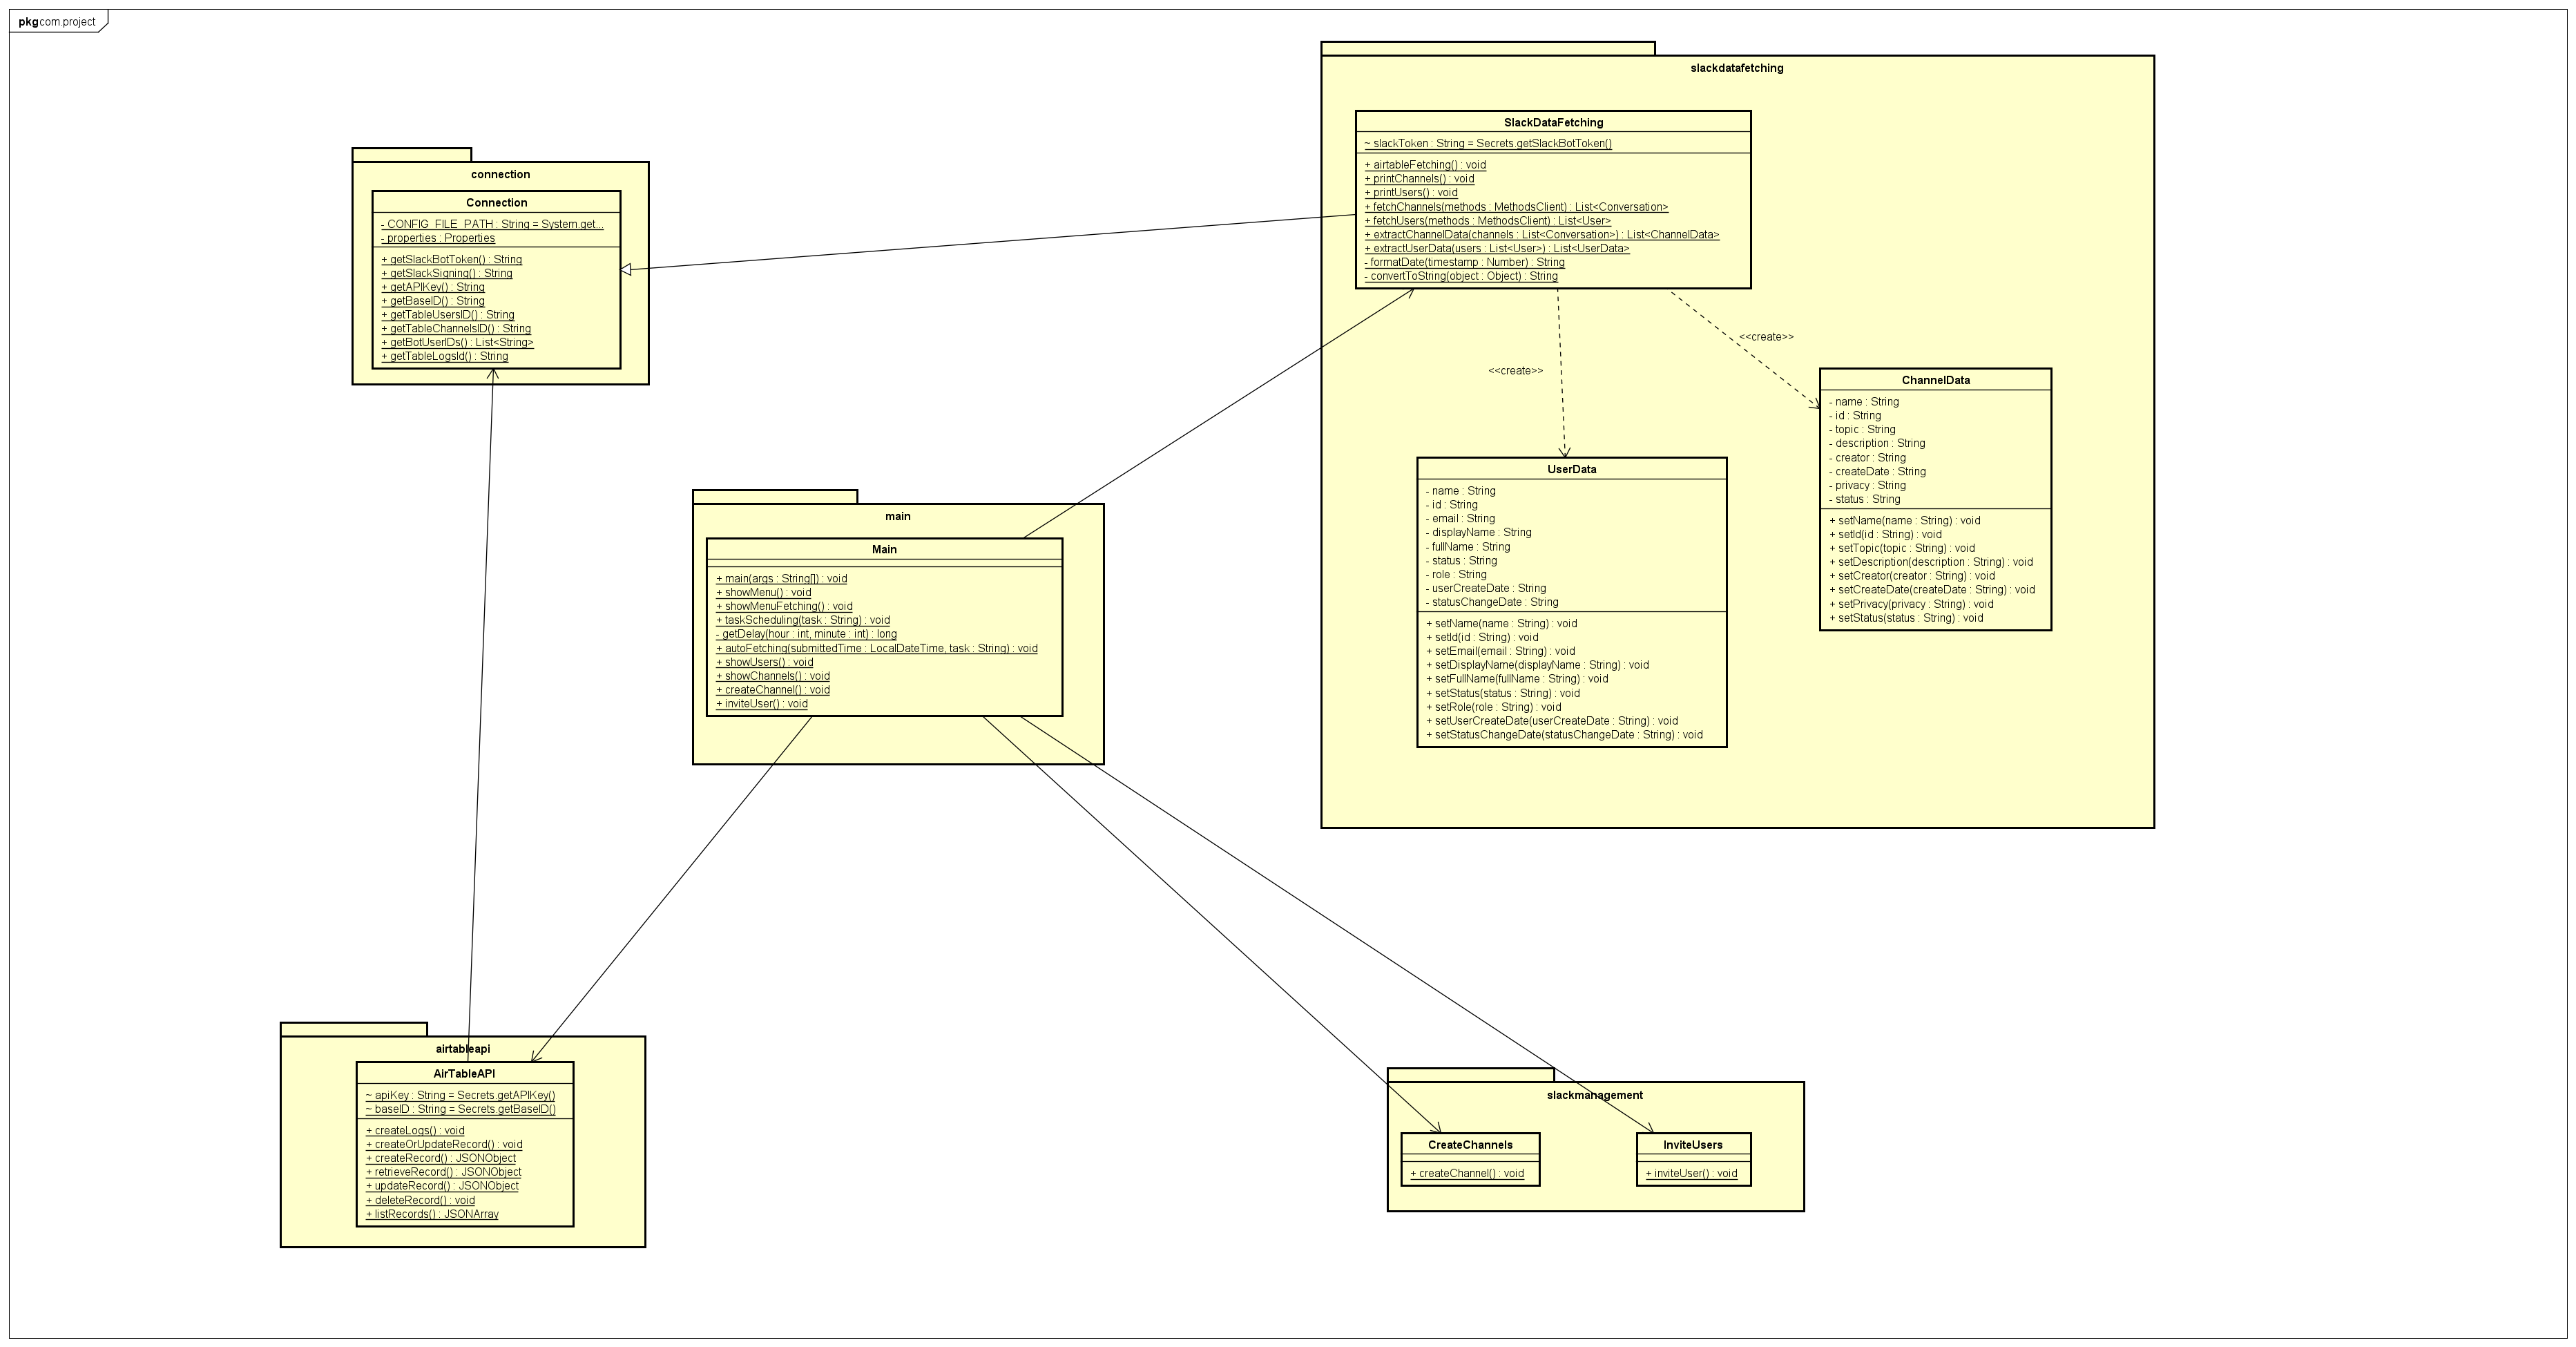 pkg com.project
slackdatafetching
SlackDataFetching
~ slackToken : String = Secrets.getSlackBotToken()
+ airtableFetching() : void
+ printChannels() : void
+ printUsers() : void
+ fetchChannels(methods : MethodsClient) : List<Conversation>
+ fetchUsers(methods : MethodsClient) : List<User>
+ extractChannelData(channels : List<Conversation>) : List<ChannelData>
+ extractUserData(users : List<User>) : List<UserData>
- formatDate(timestamp : Number) : String
- convertToString(object : Object) : String
connection
Connection
- CONFIG_FILE_PATH : String = System.get...
- properties : Properties
+ getSlackBotToken() : String
+ getSlackSigning() : String
+ getAPIKey() : String
+ getBaseID() : String
+ getTableUsersID() : String
+ getTableChannelsID() : String
+ getBotUserIDs() : List<String>
+ getTableLogsId() : String
<<create>>
<<create>>
ChannelData
- name : String
- id : String
- topic : String
- description : String
- creator : String
- createDate : String
- privacy : String
- status : String
+ setName(name : String) : void
+ setId(id : String) : void
+ setTopic(topic : String) : void
+ setDescription(description : String) : void
+ setCreator(creator : String) : void
+ setCreateDate(createDate : String) : void
+ setPrivacy(privacy : String) : void
+ setStatus(status : String) : void
UserData
- name : String
- id : String
- email : String
- displayName : String
- fullName : String
- status : String
- role : String
- userCreateDate : String
- statusChangeDate : String
+ setName(name : String) : void
+ setId(id : String) : void
+ setEmail(email : String) : void
+ setDisplayName(displayName : String) : void
+ setFullName(fullName : String) : void
+ setStatus(status : String) : void
+ setRole(role : String) : void
+ setUserCreateDate(userCreateDate : String) : void
+ setStatusChangeDate(statusChangeDate : String) : void
main
Main
+ main(args : String[]) : void
+ showMenu() : void
+ showMenuFetching() : void
+ taskScheduling(task : String) : void
- getDelay(hour : int, minute : int) : long
+ autoFetching(submittedTime : LocalDateTime, task : String) : void
+ showUsers() : void
+ showChannels() : void
+ createChannel() : void
+ inviteUser() : void
airtableapi
AirTableAPI
~ apiKey : String = Secrets.getAPIKey()
~ baseID : String = Secrets.getBaseID()
+ createLogs() : void
+ createOrUpdateRecord() : void
+ createRecord() : JSONObject
+ retrieveRecord() : JSONObject
+ updateRecord() : JSONObject
+ deleteRecord() : void
+ listRecords() : JSONArray
slackmanagement
CreateChannels
+ createChannel() : void
InviteUsers
+ inviteUser() : void